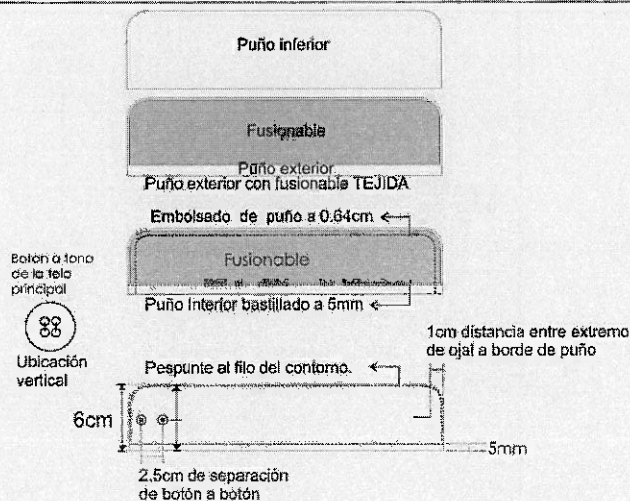 Puño inferior
Fusionable
Puño exterior
Puño exterior con fusionable TEJIDA
Embolsado de puño a 0.64cm
Fusionable
Botón a tono
de la tela
principal
Puño Interior bastillado a 5mm
Ubicación
vertical
1cm distancia entre extremo
de ojal a borde de puño
Pespunte al filo del contorno.
6cm
5mm
2.5cm de separación
de botón a botón